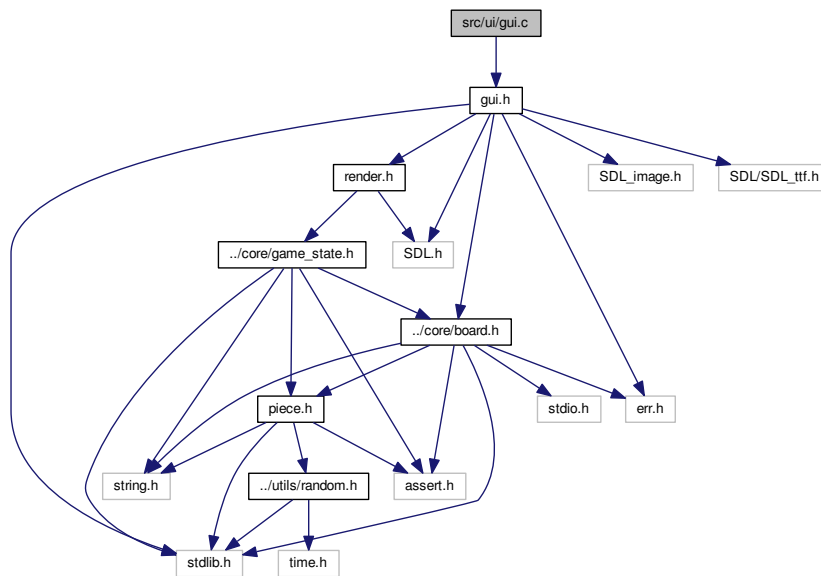 src/ui/gui.c
gui.h
render.h
SDL_image.h
SDL/SDL_ttf.h
../core/game_state.h
SDL.h
../core/board.h
piece.h
stdio.h
err.h
string.h
../utils/random.h
assert.h
stdlib.h
time.h